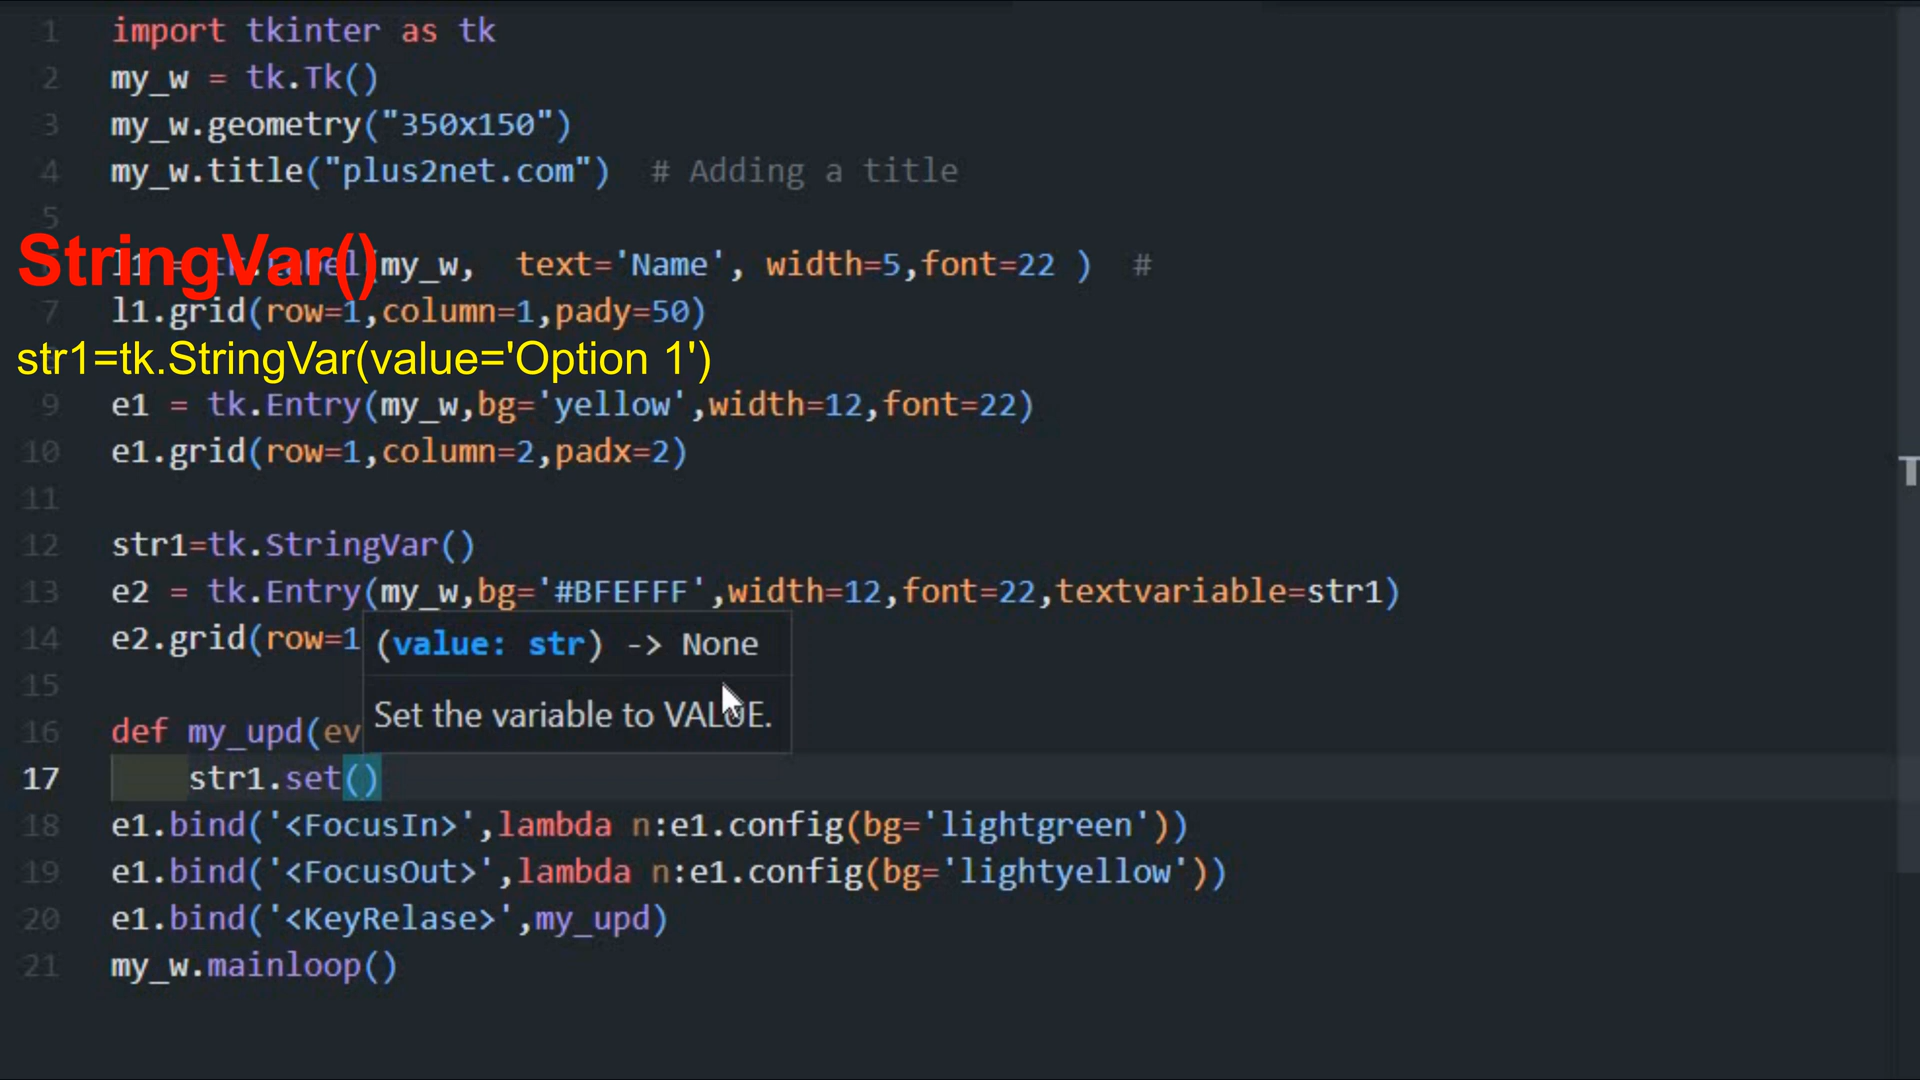 1 import tkinter as tk
2 my_w = tk.Tk()
3 my_w.geometry("350x150")
4 my_w.title("plus2net.com")  # Adding a title
5
StringVar()
l1 = tk.Label(my_w,  text='Name', width=5,font=22 )  #
7 l1.grid(row=1,column=1,pady=50)
str1=tk.StringVar(value='Option 1')
9 e1 = tk.Entry(my_w,bg='yellow',width=12,font=22)
10 e1.grid(row=1,column=2,padx=2)
11
12 str1=tk.StringVar()
13 e2 = tk.Entry(my_w,bg='#BFEFFF',width=12,font=22,textvariable=str1)
14 e2.grid(row=1
(value: str) -> None
15
Set the variable to VALUE.
16 def my_upd(ev
17 str1.set()
18 e1.bind('<FocusIn>',lambda n:e1.config(bg='lightgreen'))
19 e1.bind('<FocusOut>',lambda n:e1.config(bg='lightyellow'))
20 e1.bind('<KeyRelase>',my_upd)
21 my_w.mainloop()
T